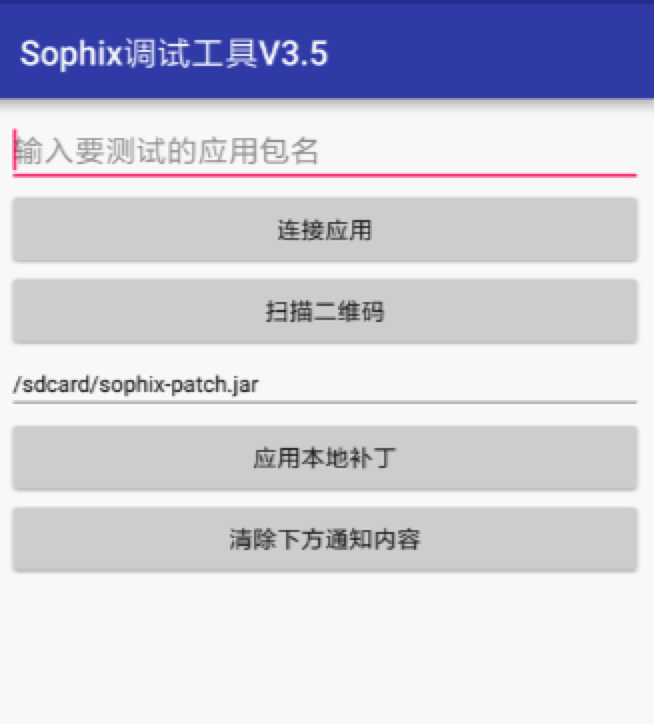 Sophix调试工具V3.5
输入要测试的应用包名
连接应用
扫描二维码
/sdcard/sophix-patch.jar
应用本地补丁
清除下方通知内容